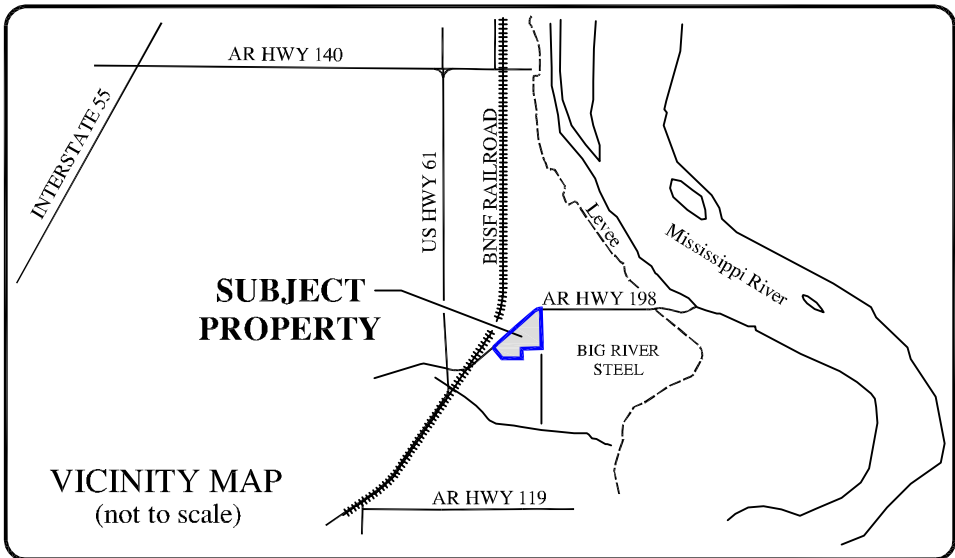 AR HWY 140
INTERSTATE 55
US HWY 61
BNSF RAILROAD
Levee
Mississippi River
SUBJECT
PROPERTY
AR HWY 198
BIG RIVER
STEEL
VICINITY MAP
(not to scale)
AR HWY 119